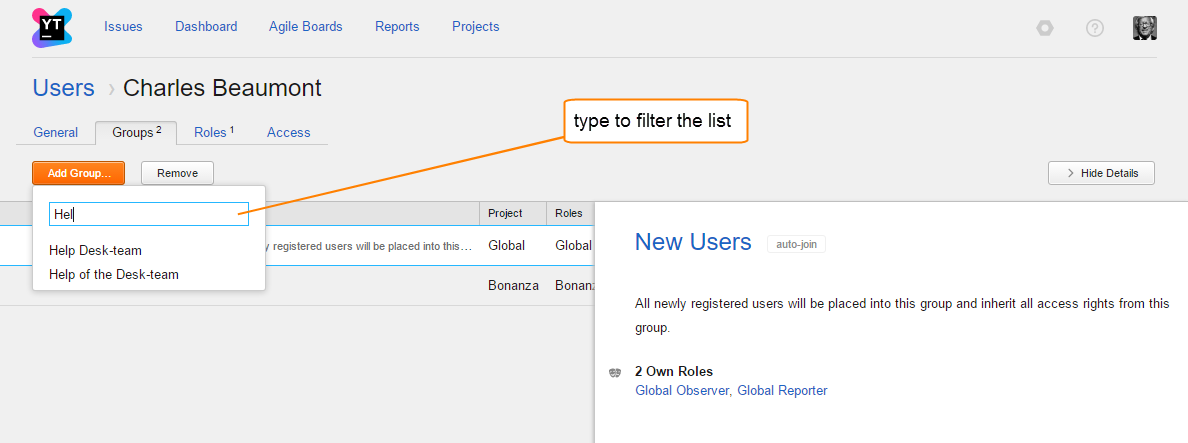 YT
Issues Dashboard Agile Boards Reports Projects
Users › Charles Beaumont
type to filter the list
General Groups 2 Roles 1 Access
Add Group... Remove
> Hide Details
Hel
Help Desk-team
Help of the Desk-team
Project Roles
registered users will be placed into this... Global Global
Bonanza
New Users auto-join
All newly registered users will be placed into this group and inherit all access rights from this
group.
2 Own Roles
Global Observer, Global Reporter